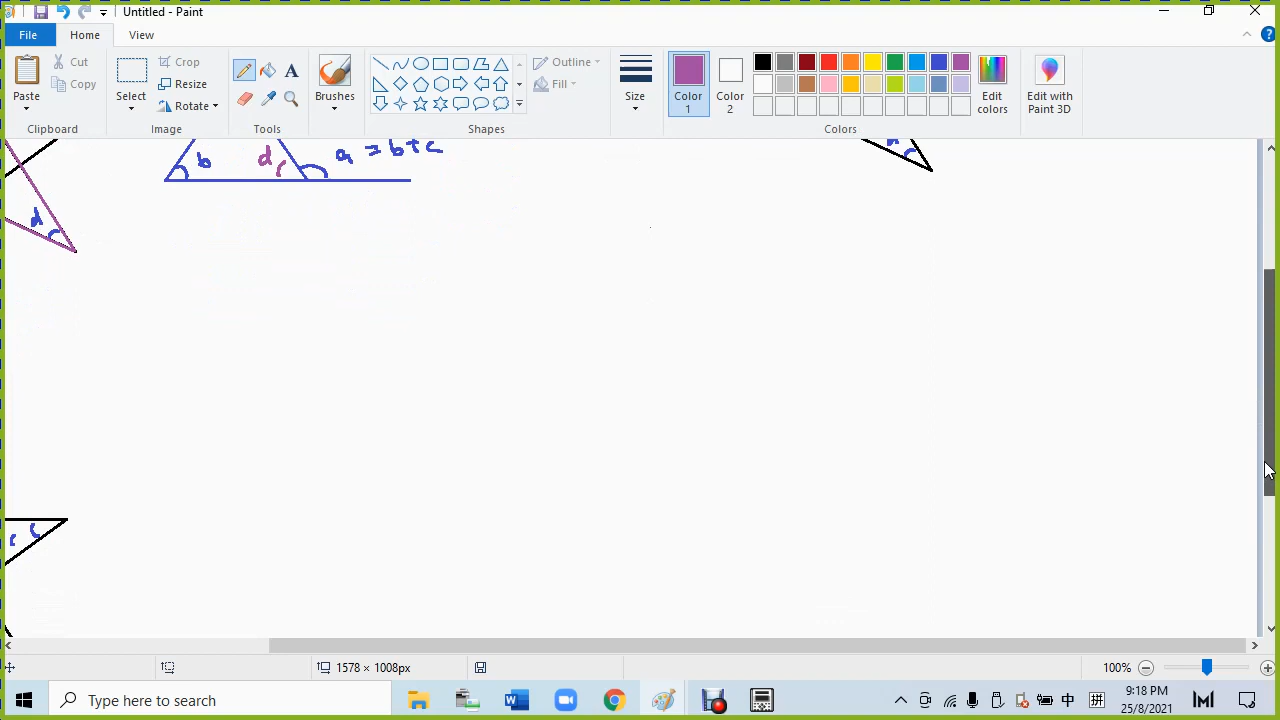 Untitled - Paint
File
Home
View
Paste
Cut
Copy
Clipboard
Select
Crop
Resize
Rotate
Image
A
Tools
Brushes
Outline
Fill
Shapes
Size
Color 1
Color 2
Edit colors
Colors
Edit with Paint 3D
b
d
a = b+c
d
c
1578 × 1008px
100%
Type here to search
中
拼
9:18 PM
25/8/2021